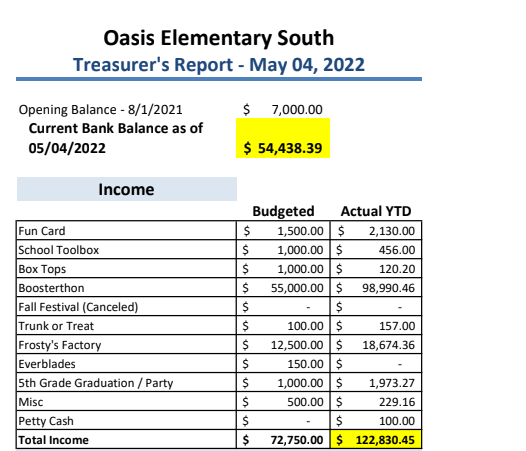 Oasis Elementary South
Treasurer's Report - May 04, 2022
Opening Balance - 8/1/2021 $ 7,000.00
Current Bank Balance as of
05/04/2022 $ 54,438.39
Income
Budgeted Actual YTD
Fun Card $ 1,500.00 $ 2,130.00
School Toolbox $ 1,000.00 $ 456.00
Box Tops $ 1,000.00 $ 120.20
Boosterthon $ 55,000.00 $ 98,990.46
Fall Festival (Canceled) $ - $ -
Trunk or Treat $ 100.00 $ 157.00
Frosty's Factory $ 12,500.00 $ 18,674.36
Everblades $ 150.00 $ -
5th Grade Graduation / Party $ 1,000.00 $ 1,973.27
Misc $ 500.00 $ 229.16
Petty Cash $ - $ 100.00
Total Income $ 72,750.00 $ 122,830.45